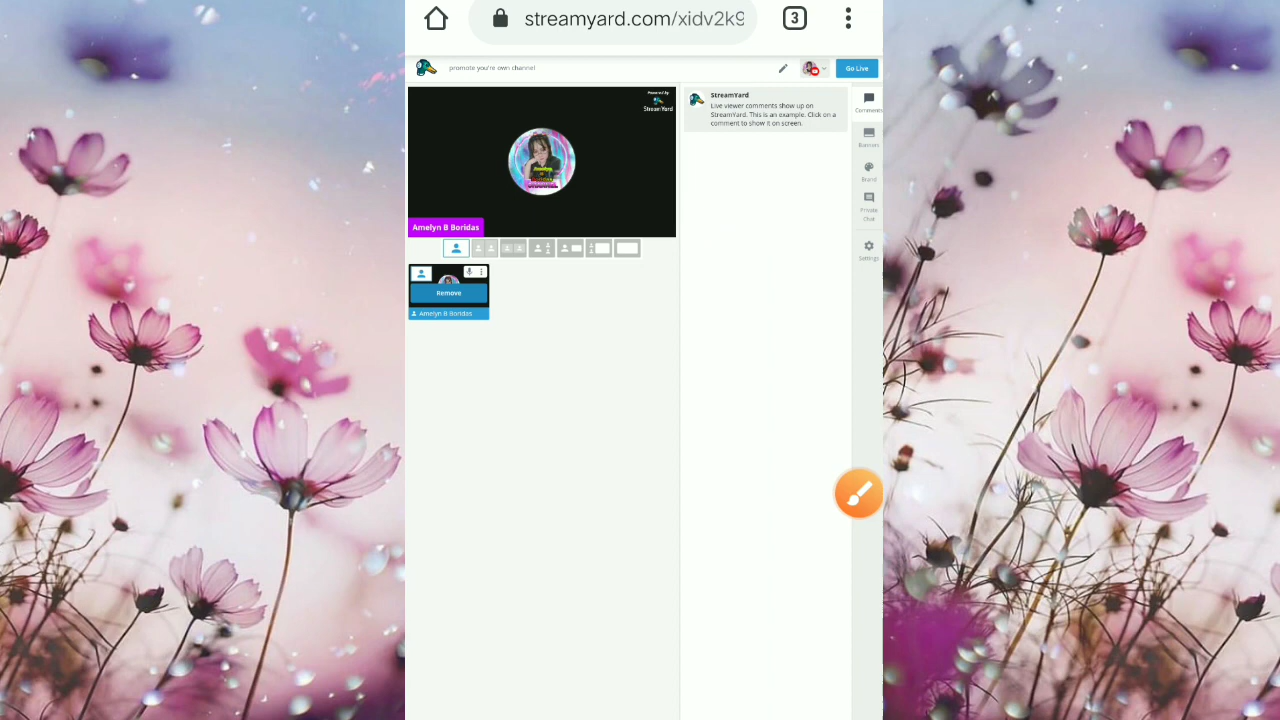 streamyard.com/xidv2k9
3
promote you're own channel
Go Live
Powered by
StreamYard
Amelyn B Boridas
Remove
Amelyn B Boridas
StreamYard
Live viewer comments show up on
StreamYard. This is an example. Click on a
comment to show it on screen.
Comments
Banners
Brand
Private
Chat
Settings